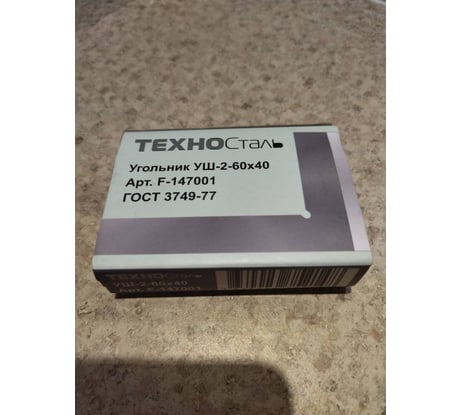 ТЕХНОСталь
Угольник УШ-2-60х40
Арт. F-147001
ГОСТ 3749-77
ТЕХНОСталь
УШ-2-60х40
Арт. F-147001